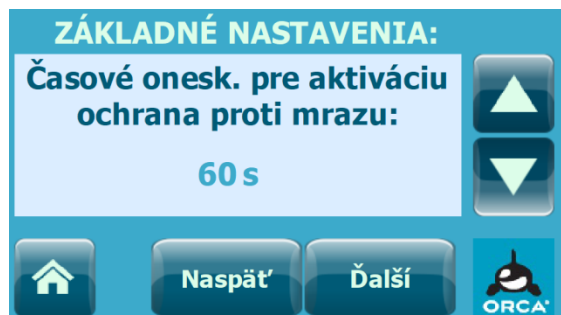 ZÁKLADNÉ NASTAVENIA:
Časové onesk. pre aktiváciu
ochrana proti mrazu:
60 s
Naspäť
Ďalší
ORCA